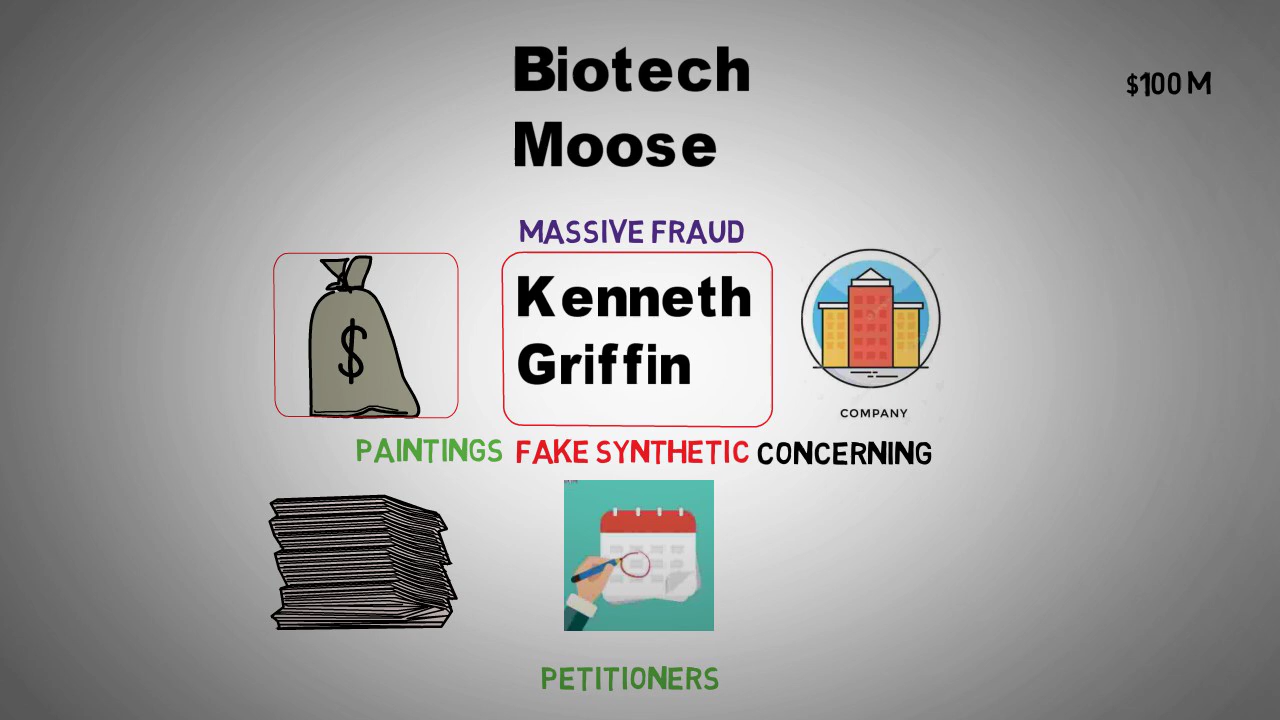 Biotech
Moose
$100 M
MASSIVE FRAUD
Kenneth
Griffin
$
COMPANY
PAINTINGS FAKE SYNTHETIC CONCERNING
PETITIONERS